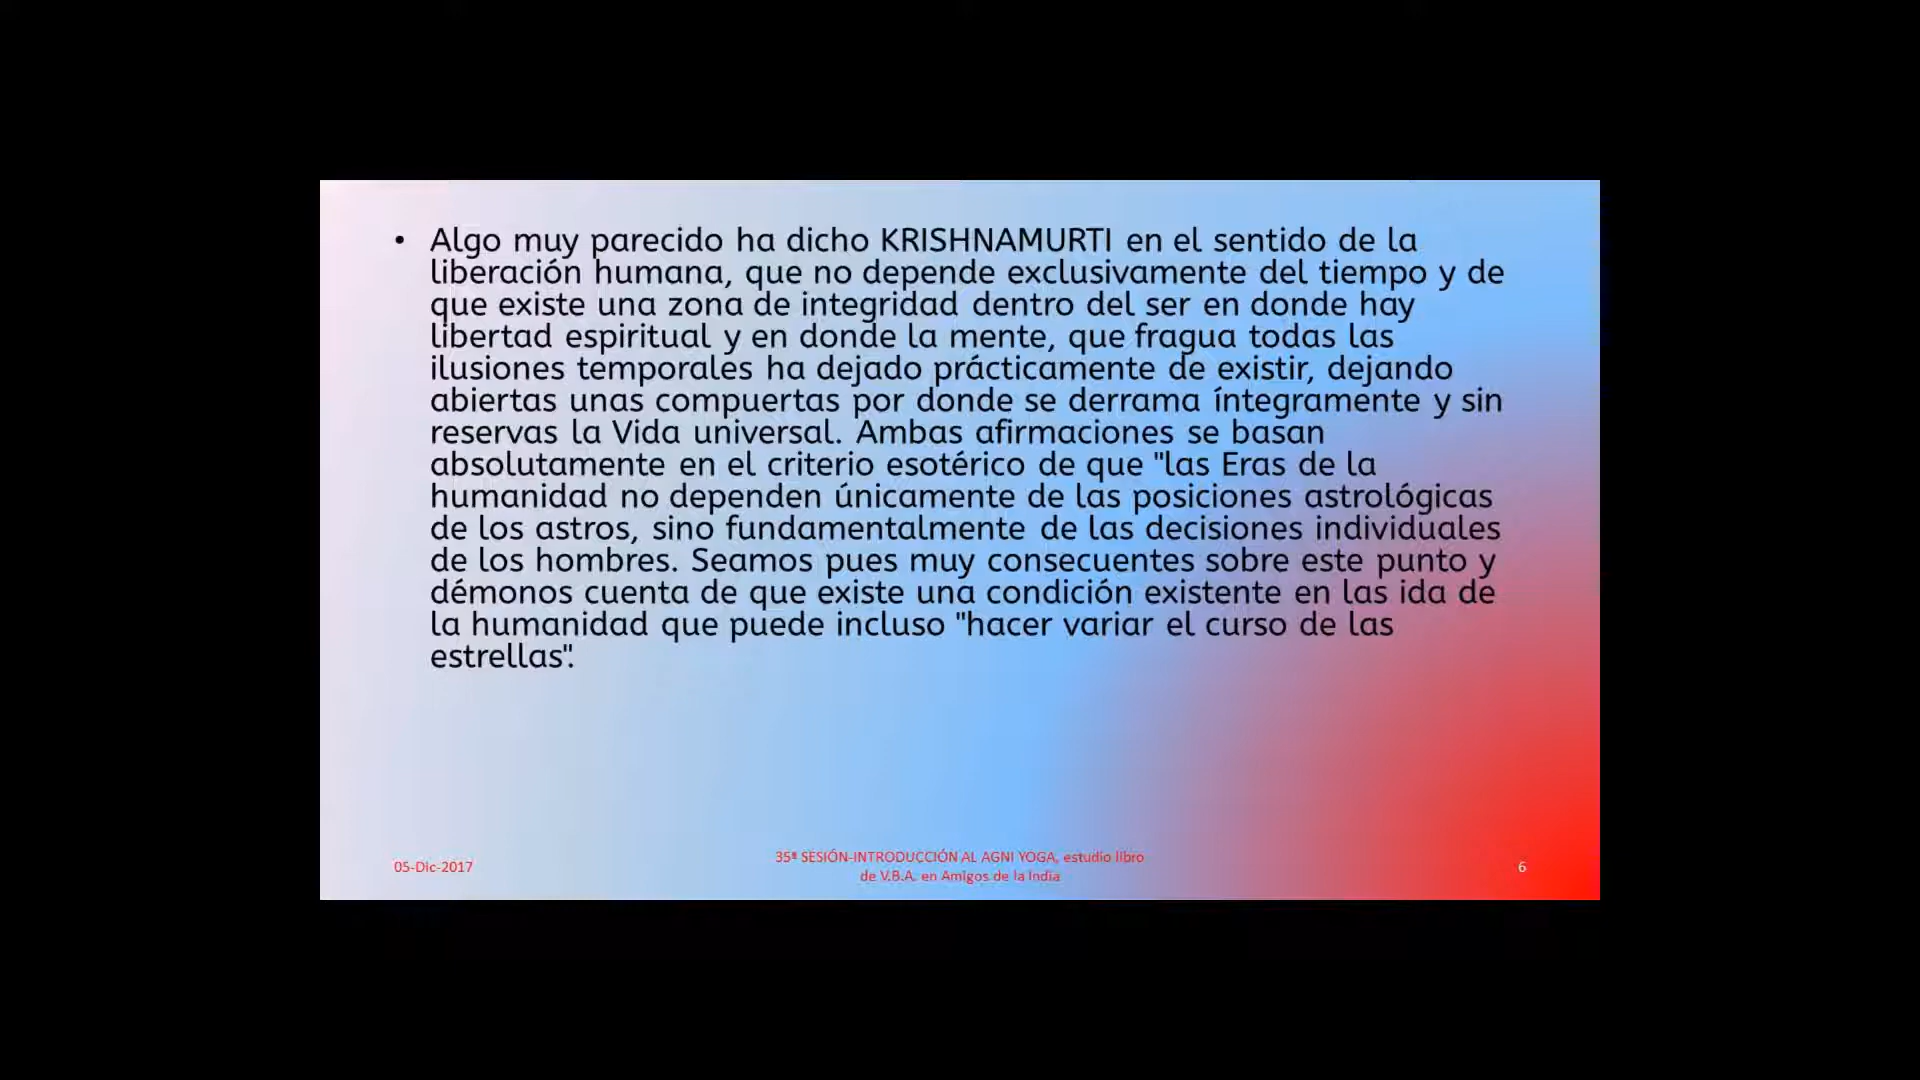 • Algo muy parecido ha dicho KRISHNAMURTI en el sentido de la
liberación humana, que no depende exclusivamente del tiempo y de
que existe una zona de integridad dentro del ser en donde hay
libertad espiritual y en donde la mente, que fragua todas las
ilusiones temporales ha dejado prácticamente de existir, dejando
abiertas unas compuertas por donde se derrama íntegramente y sin
reservas la Vida universal. Ambas afirmaciones se basan
absolutamente en el criterio esotérico de que "las Eras de la
humanidad no dependen únicamente de las posiciones astrológicas
de los astros, sino fundamentalmente de las decisiones individuales
de los hombres. Seamos pues muy consecuentes sobre este punto y
démonos cuenta de que existe una condición existente en las ida de
la humanidad que puede incluso "hacer variar el curso de las
estrellas".
05-Dic-2017
35ª SESIÓN-INTRODUCCIÓN AL AGNI YOGA, estudio libro
de V.B.A. en Amigos de la India
6